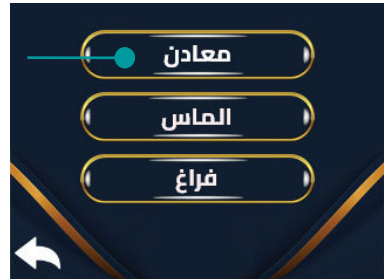 معادن
الماس
فراغ